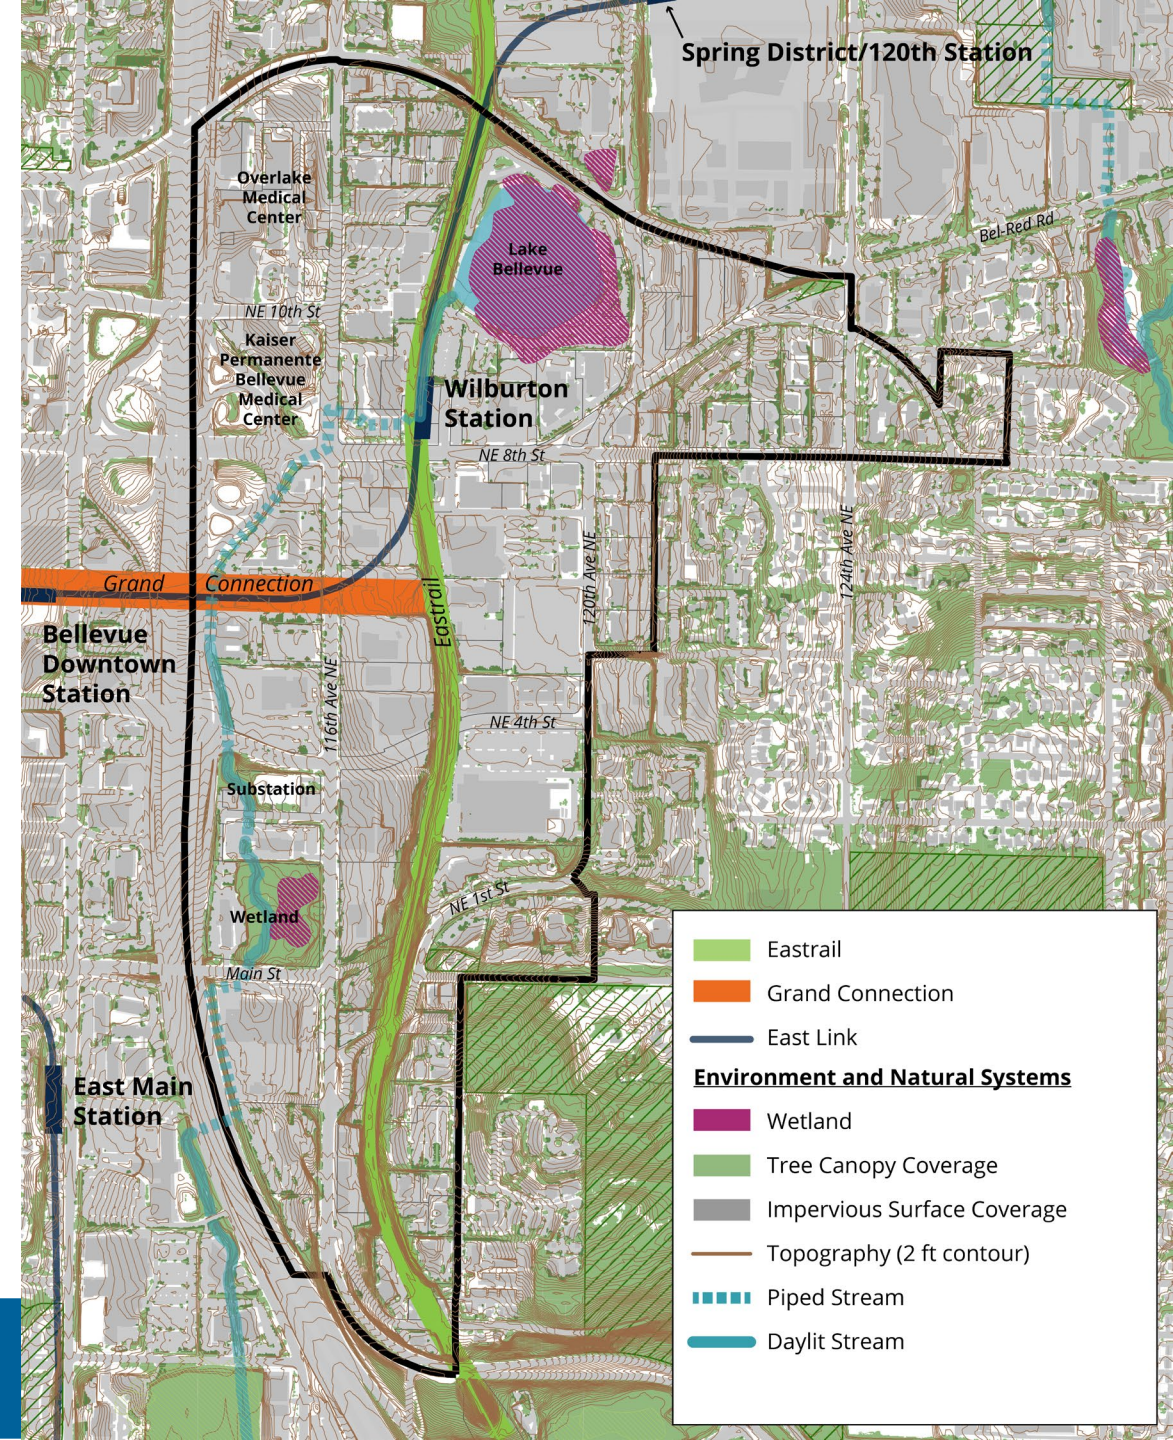 Spring District/120th Station
Overlake
Medical
Center
Bel-Red Rd
Lake
Bellevue
NE 10th St
Kaiser
Permanente
Bellevue
Medical
Center
Wilburton
Station
NE 8th St
120th Ave NE
124th Ave NE
Grand Connection
Eastrail
Bellevue
Downtown
Station
116th Ave NE
NE 4th St
Substation
NE 1st St
Wetland
Main St
East Main
Station
Eastrail
Grand Connection
East Link
Environment and Natural Systems
Wetland
Tree Canopy Coverage
Impervious Surface Coverage
Topography (2 ft contour)
Piped Stream
Daylit Stream